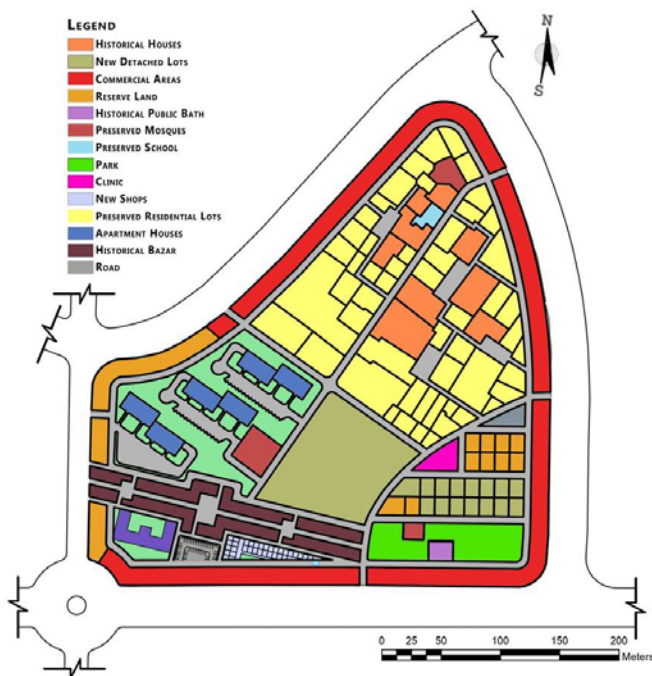 LEGEND
HISTORICAL HOUSES
NEW DETACHED LOTS
COMMERCIAL AREAS
RESERVE LAND
HISTORICAL PUBLIC BATH
PRESERVED MOSQUES
PRESERVED SCHOOL
PARK
CLINIC
NEW SHOPS
PRESERVED RESIDENTIAL LOTS
APARTMENT HOUSES
HISTORICAL BAZAR
ROAD
N
S
0 25 50 100 150 200
Meters